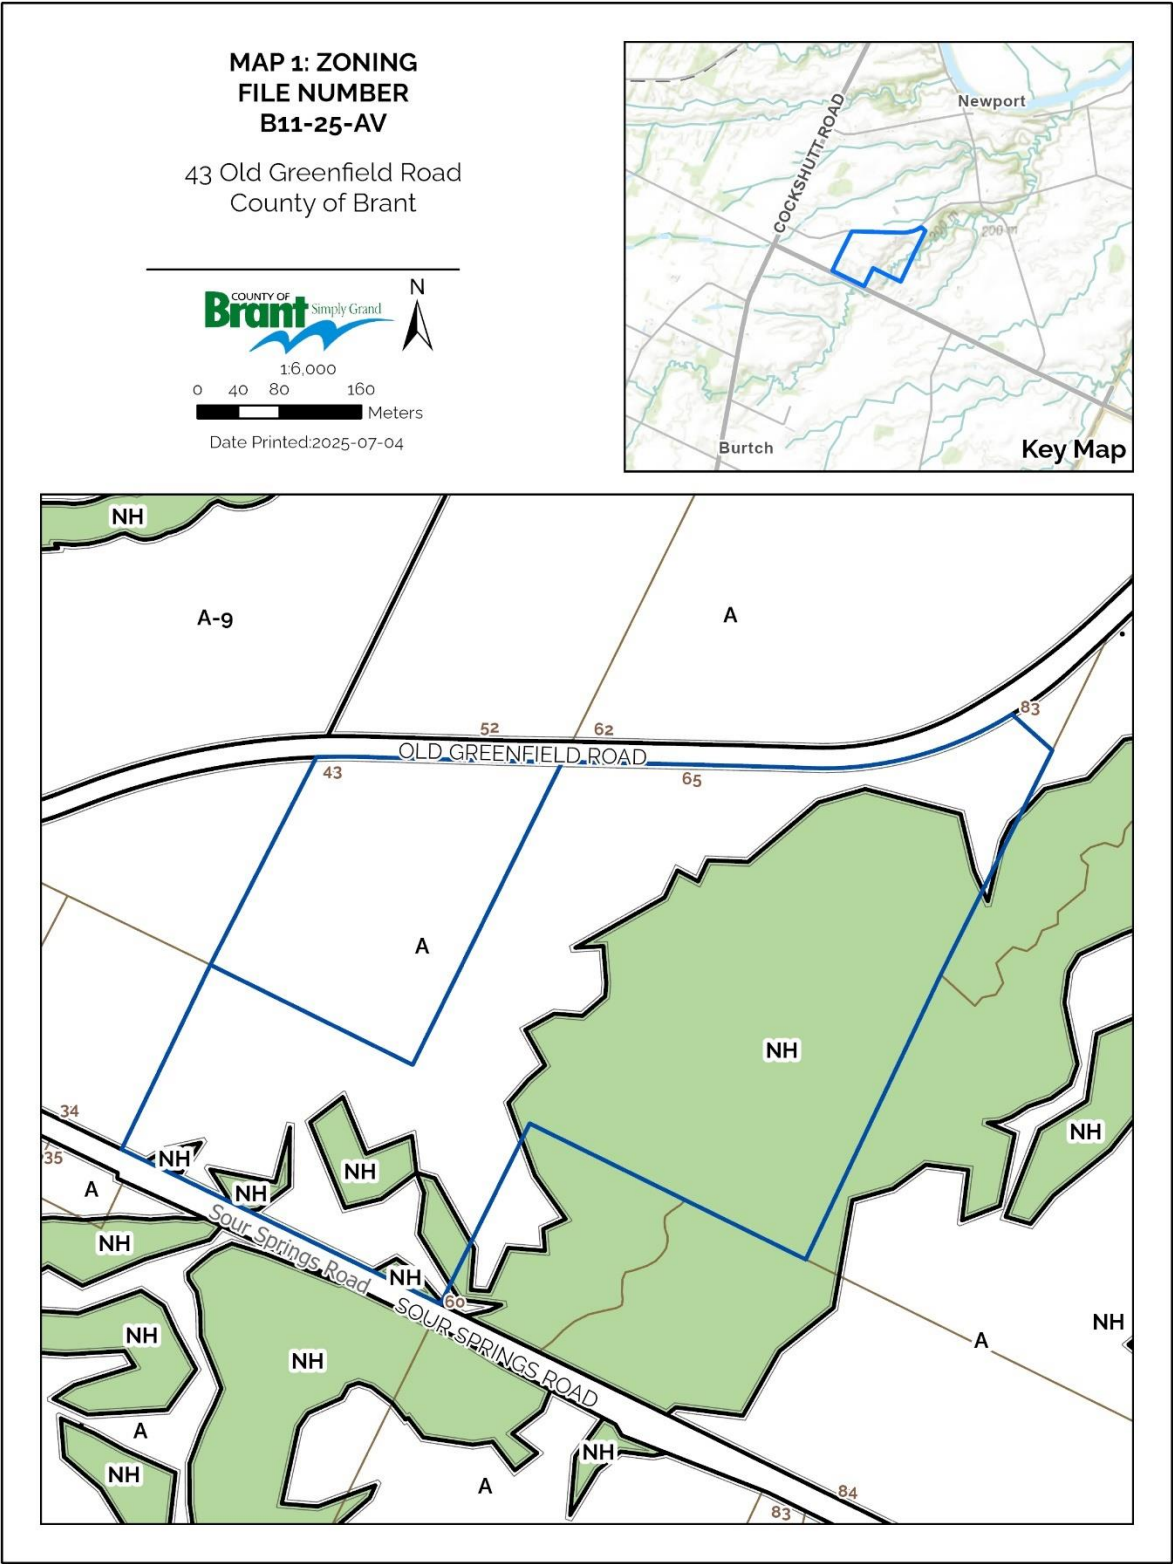 MAP 1: ZONING
FILE NUMBER
B11-25-AV
43 Old Greenfield Road
County of Brant
COUNTY OF
Brant Simply Grand
N
1:6,000
0 40 80 160
Meters
Date Printed:2025-07-04
Newport
COCKSHUTT ROAD
200 m
200 m
Burtch
Key Map
NH
A-9
A
52
62
83
OLD GREENFIELD ROAD
43
65
A
NH
34
35
NH
A
NH
NH
NH
NH
Sour Springs Road
NH
60
SOUR SPRINGS ROAD
NH
NH
A
NH
A
NH
NH
A
84
83